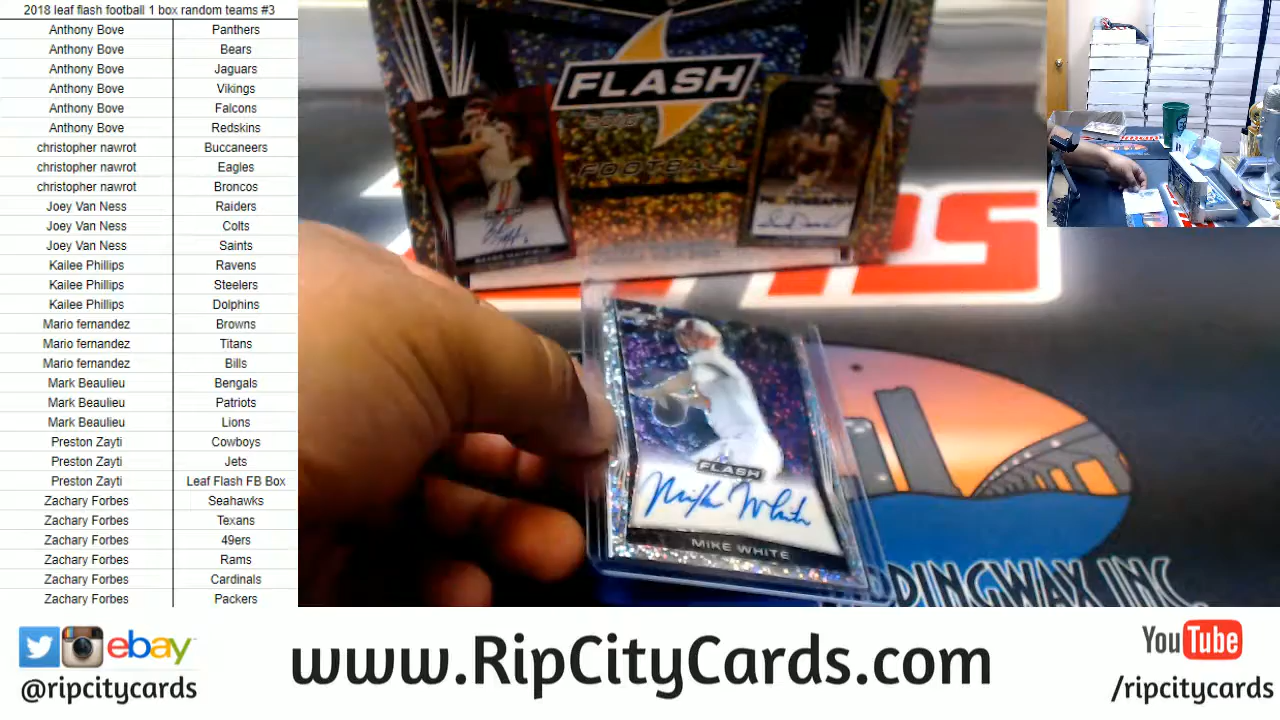 2018 leaf flash football 1 box random teams #3
Anthony Bove Panthers
Anthony Bove Bears
Anthony Bove Jaguars
Anthony Bove Vikings
Anthony Bove Falcons
Anthony Bove Redskins
christopher nawrot Buccaneers
christopher nawrot Eagles
christopher nawrot Broncos
Joey Van Ness Raiders
Joey Van Ness Colts
Joey Van Ness Saints
Kailee Phillips Ravens
Kailee Phillips Steelers
Kailee Phillips Dolphins
Mario fernandez Browns
Mario fernandez Titans
Mario fernandez Bills
Mark Beaulieu Bengals
Mark Beaulieu Patriots
Mark Beaulieu Lions
Preston Zayti Cowboys
Preston Zayti Jets
Preston Zayti Leaf Flash FB Box
Zachary Forbes Seahawks
Zachary Forbes Texans
Zachary Forbes 49ers
Zachary Forbes Rams
Zachary Forbes Cardinals
Zachary Forbes Packers
FLASH
FOOTBALL
FLASH
Mike White
MIKE WHITE
DINGWAX INC.
ebay
@ripcitycards
www.RipCityCards.com
YouTube
/ripcitycards